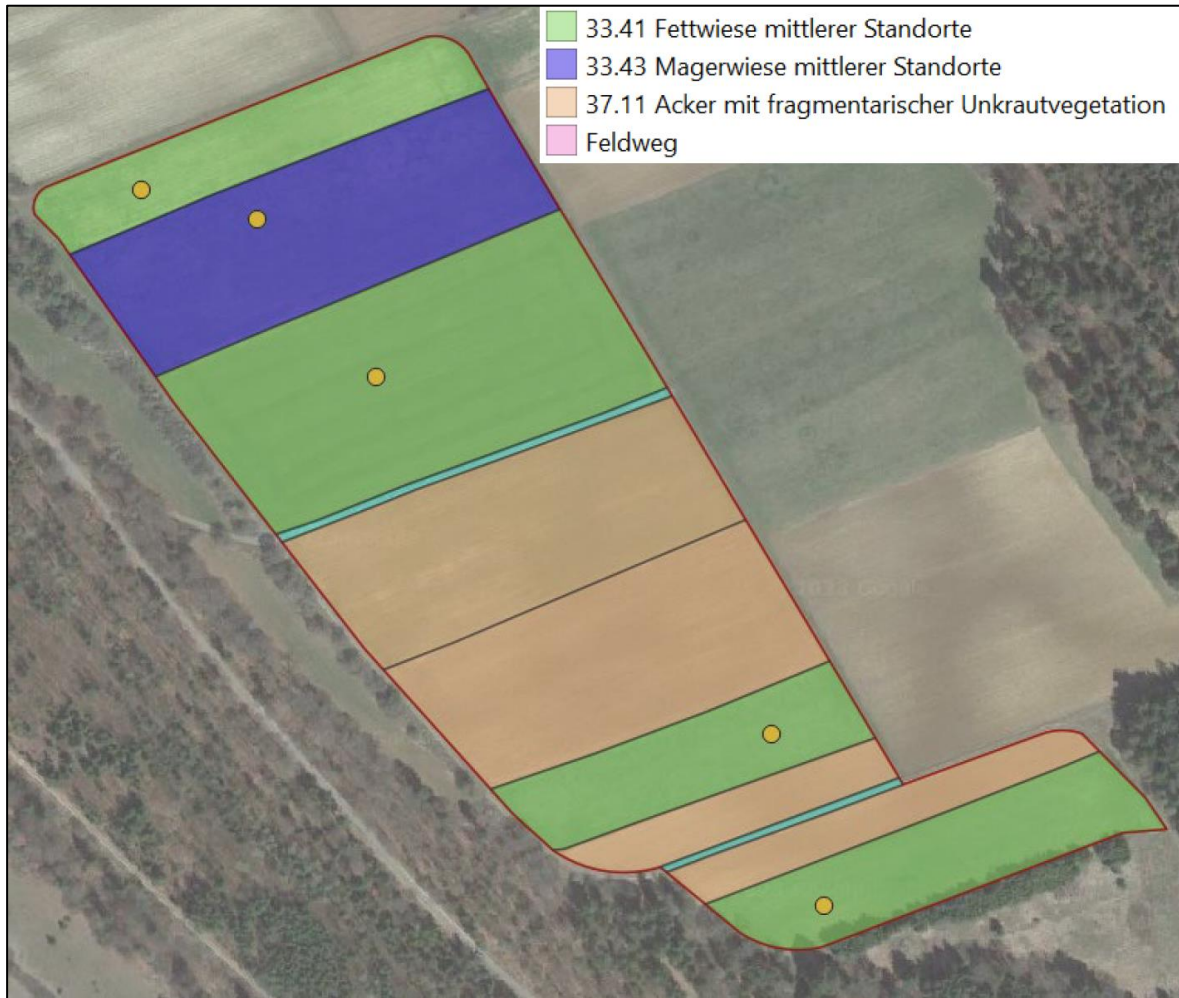 33.41 Fettwiese mittlerer Standorte
33.43 Magerwiese mittlerer Standorte
37.11 Acker mit fragmentarischer Unkrautvegetation
Feldweg